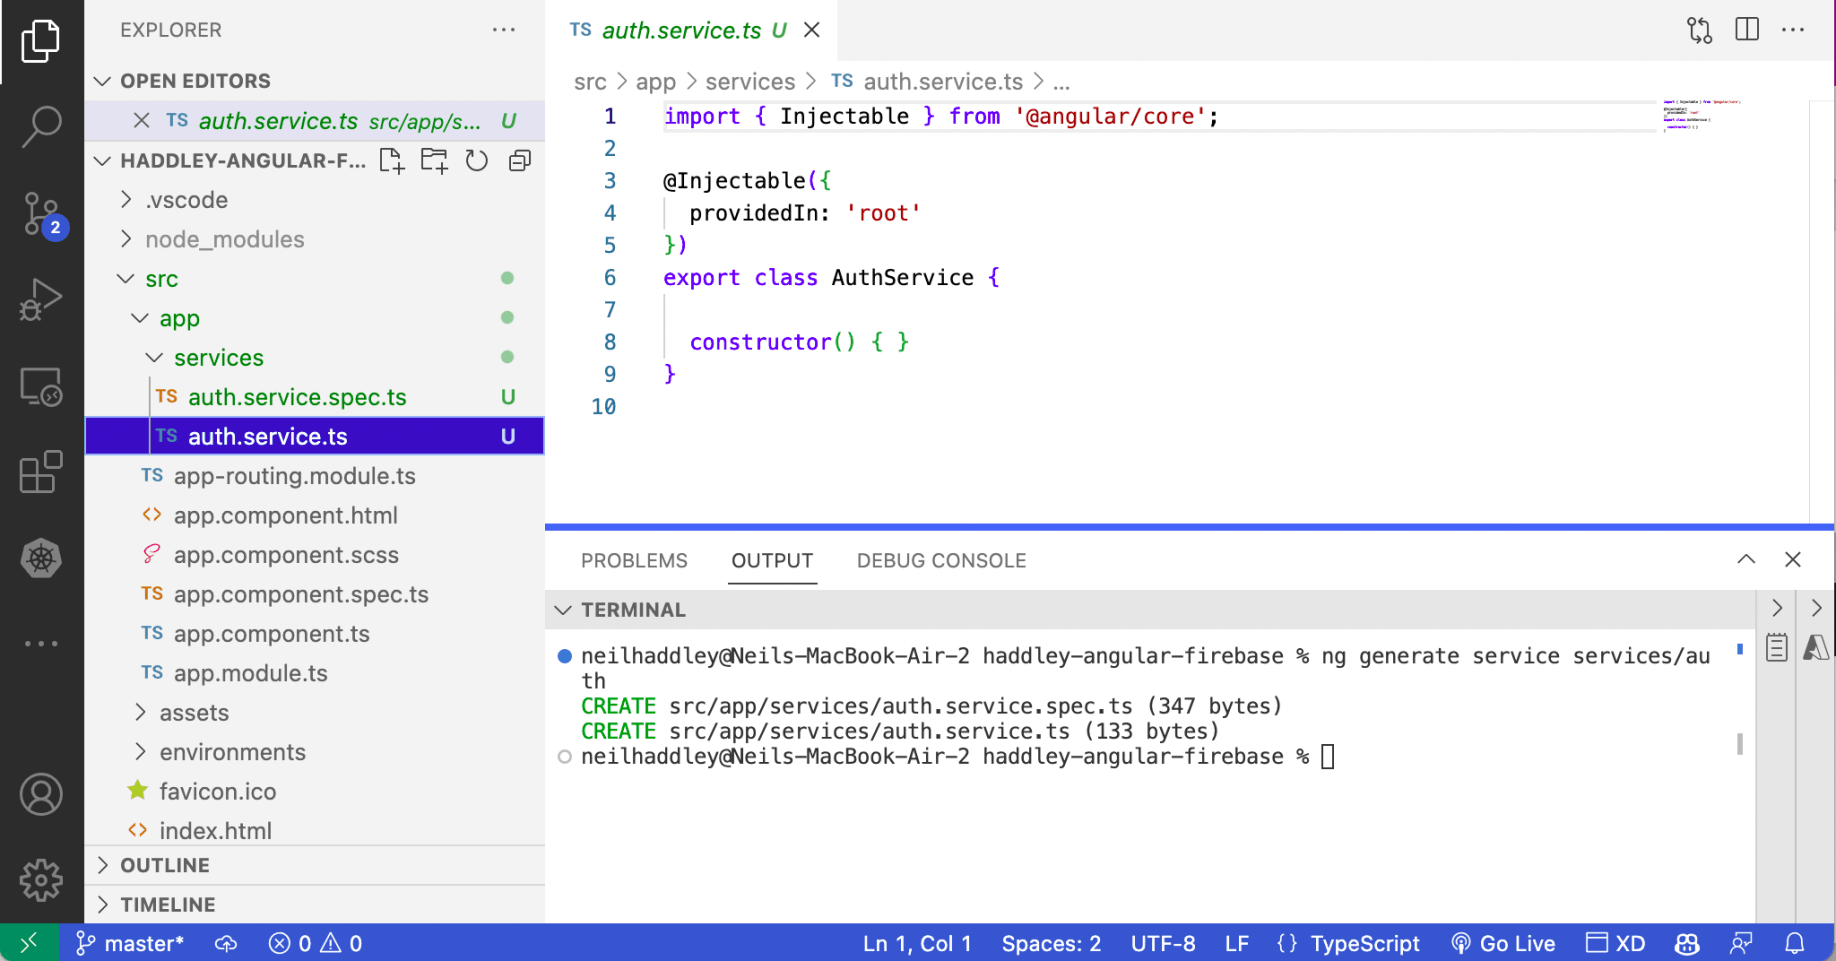 EXPLORER
OPEN EDITORS
TS auth.service.ts src/app/s... U
HADDLEY-ANGULAR-F...
.vscode
node_modules
src
app
services
TS auth.service.spec.ts U
TS auth.service.ts U
TS app-routing.module.ts
<> app.component.html
app.component.scss
TS app.component.spec.ts
TS app.component.ts
TS app.module.ts
assets
environments
favicon.ico
<> index.html
OUTLINE
TIMELINE
2
TS auth.service.ts U
src > app > services > TS auth.service.ts > ...
1 import { Injectable } from '@angular/core';
2
3 @Injectable({
4 providedIn: 'root'
5 })
6 export class AuthService {
7
8 constructor() { }
9 }
10
PROBLEMS OUTPUT DEBUG CONSOLE
TERMINAL
neilhaddley@Neils-MacBook-Air-2 haddley-angular-firebase % ng generate service services/au
th
CREATE src/app/services/auth.service.spec.ts (347 bytes)
CREATE src/app/services/auth.service.ts (133 bytes)
neilhaddley@Neils-MacBook-Air-2 haddley-angular-firebase %
master* 0 0 Ln 1, Col 1 Spaces: 2 UTF-8 LF {} TypeScript Go Live XD